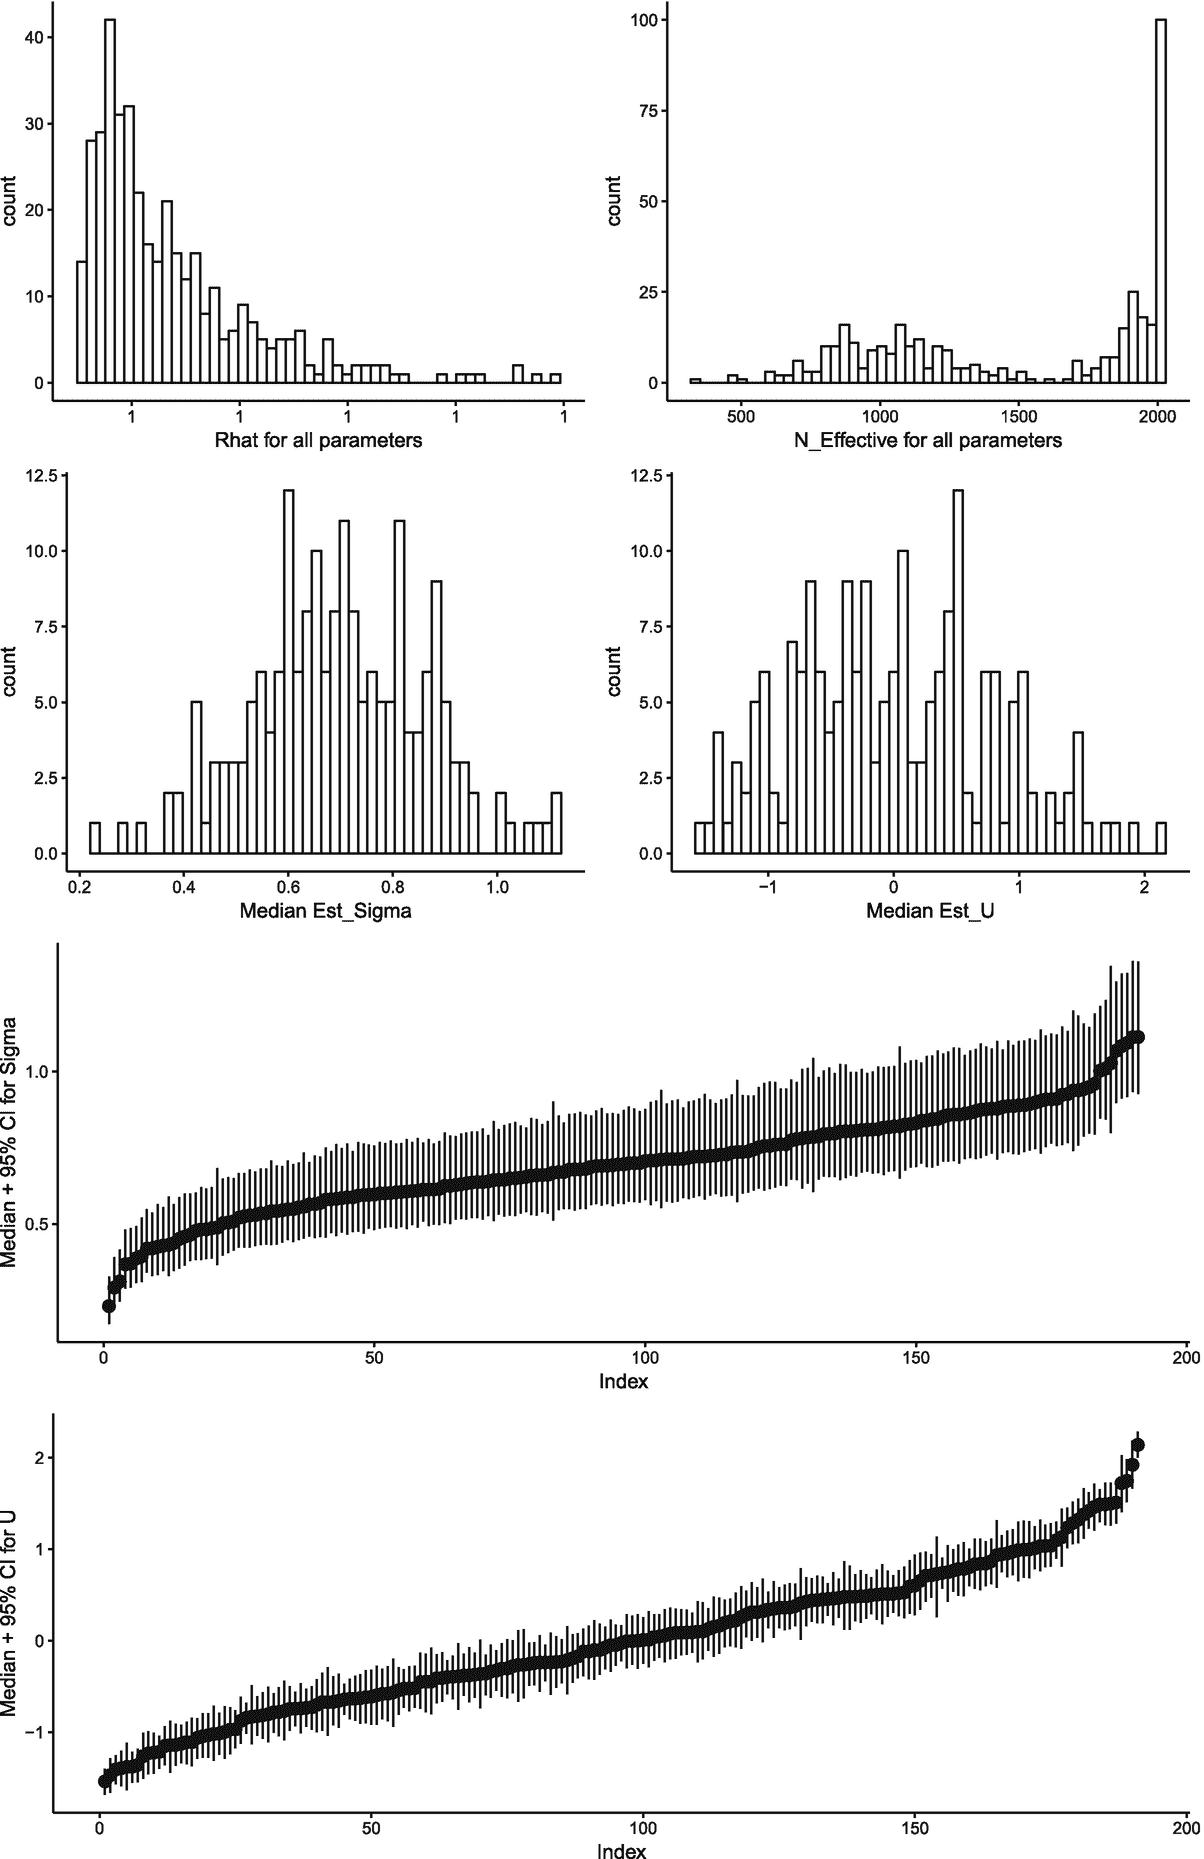 40
30
20
10
0
count
1 1 1 1 1
Rhat for all parameters
100
75
50
25
0
count
500 1000 1500 2000
N_Effective for all parameters
12.5
10.0
7.5
5.0
2.5
0.0
count
0.2 0.4 0.6 0.8 1.0
Median Est_Sigma
12.5
10.0
7.5
5.0
2.5
0.0
count
−1 0 1 2
Median Est_U
Median + 95% CI for Sigma
1.0
0.5
0 50 100 150 200
Index
Median + 95% CI for U
2
1
0
−1
0 50 100 150 200
Index